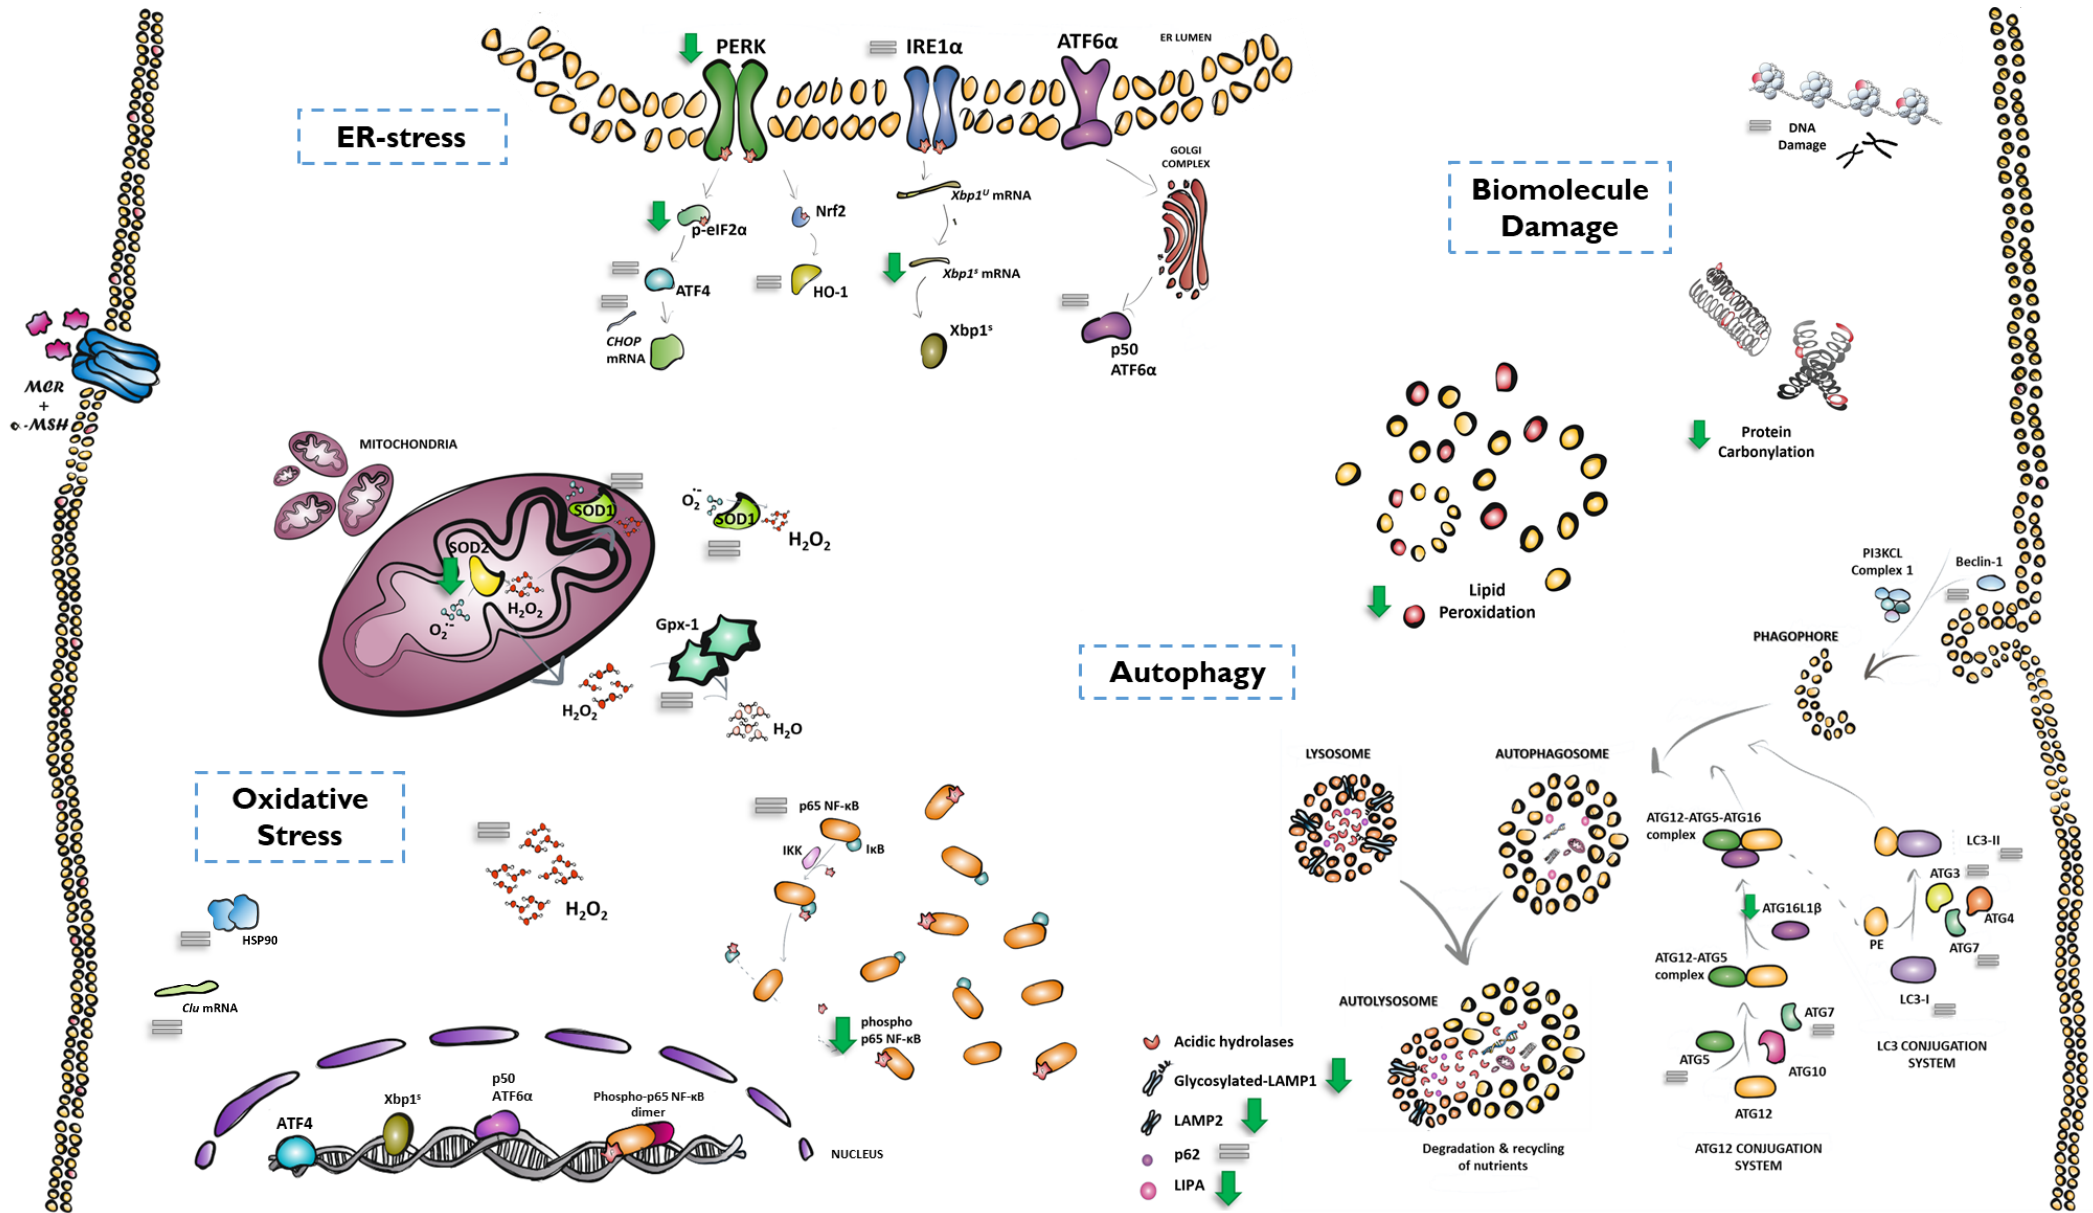 PERK
IRE1α
ATF6α
ER LUMEN
ER-stress
GOLGI
COMPLEX
p-eIF2α
Nrf2
Xbp1ᵁ mRNA
ATF4
HO-1
Xbp1ˢ mRNA
CHOP
mRNA
Xbp1ˢ
p50
ATF6α
DNA
Damage
Biomolecule
Damage
Protein
Carbonylation
Lipid
Peroxidation
MCR
+
α-MSH
MITOCHONDRIA
SOD1
O₂•-
SOD1
H₂O₂
SOD2
H₂O₂
O₂•-
Gpx-1
H₂O₂
H₂O
Oxidative
Stress
H₂O₂
HSP90
Clu mRNA
p65 NF-κB
IKK
IκB
phospho
p65 NF-κB
ATF4
Xbp1ˢ
p50
ATF6α
Phospho-p65 NF-κB
dimer
NUCLEUS
Autophagy
PI3KCL
Complex 1
Beclin-1
PHAGOPHORE
LYSOSOME
AUTOPHAGOSOME
ATG12-ATG5-ATG16
complex
LC3-II
ATG3
ATG4
ATG7
ATG16L1β
PE
ATG12-ATG5
complex
LC3-I
ATG7
ATG5
ATG10
ATG12
LC3 CONJUGATION
SYSTEM
ATG12 CONJUGATION
SYSTEM
AUTOLYSOSOME
Degradation & recycling
of nutrients
Acidic hydrolases
Glycosylated-LAMP1
LAMP2
p62
LIPA